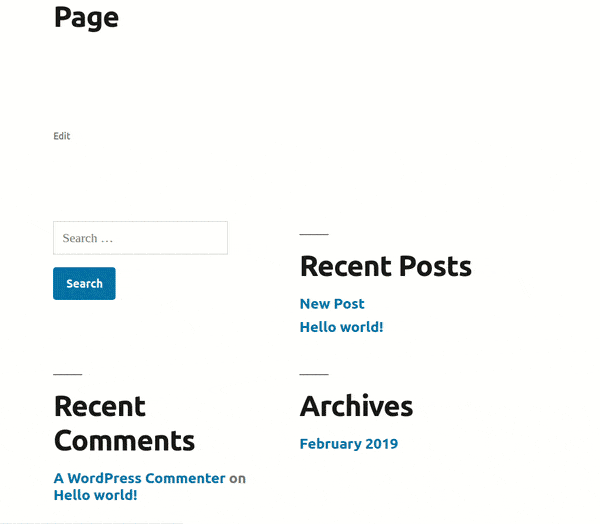 Page
Edit
Search …
Search
Recent Posts
New Post
Hello world!
Recent
Comments
A WordPress Commenter on
Hello world!
Archives
February 2019